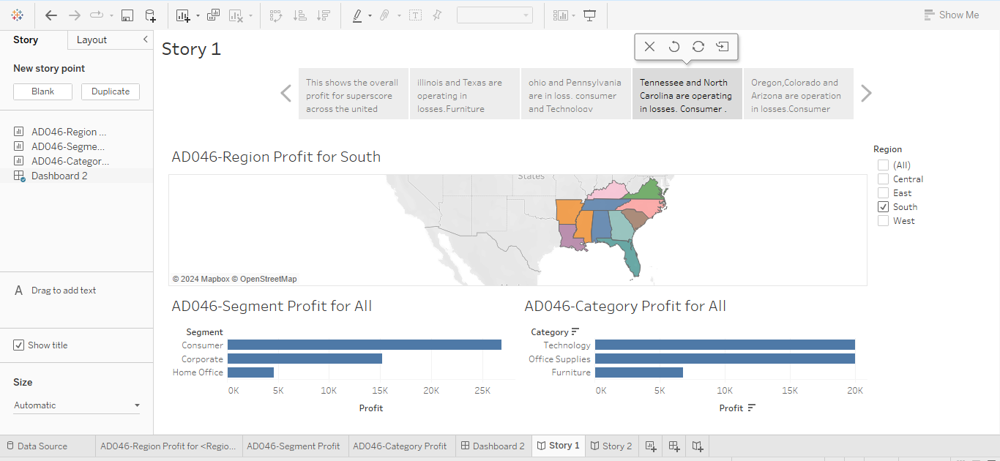 Show Me
Story
Layout
New story point
Blank
Duplicate
AD046-Region ...
AD046-Segme...
AD046-Categor...
Dashboard 2
A Drag to add text
Show title
Size
Automatic
Story 1
This shows the overall
profit for superscore
across the united
illinois and Texas are
operating in
losses.Furniture
ohio and Pennsylvania
are in loss. consumer
and Technology
Tennessee and North
Carolina are operating
in losses. Consumer .
Oregon,Colorado and
Arizona are operation
in losses.Consumer
AD046-Region Profit for South
States
© 2024 Mapbox © OpenStreetMap
Region
(All)
Central
East
South
West
AD046-Segment Profit for All
Segment
Consumer
Corporate
Home Office
0K 5K 10K 15K 20K 25K
Profit
AD046-Category Profit for All
Category
Technology
Office Supplies
Furniture
0K 5K 10K 15K 20K
Profit
Data Source
AD046-Region Profit for <Regio...
AD046-Segment Profit
AD046-Category Profit
Dashboard 2
Story 1
Story 2